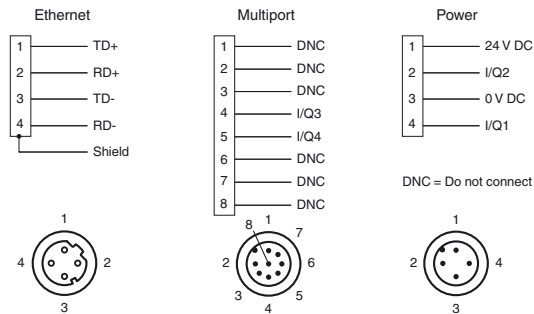 Ethernet
1 TD+
2 RD+
3 TD-
4 RD-
Shield
Multiport
1 DNC
2 DNC
3 DNC
4 I/Q3
5 I/Q4
6 DNC
7 DNC
8 DNC
Power
1 24 V DC
2 I/Q2
3 0 V DC
4 I/Q1
DNC = Do not connect
1
4 2
3
8 1 7
2 6
3 5
4
1
2 4
3